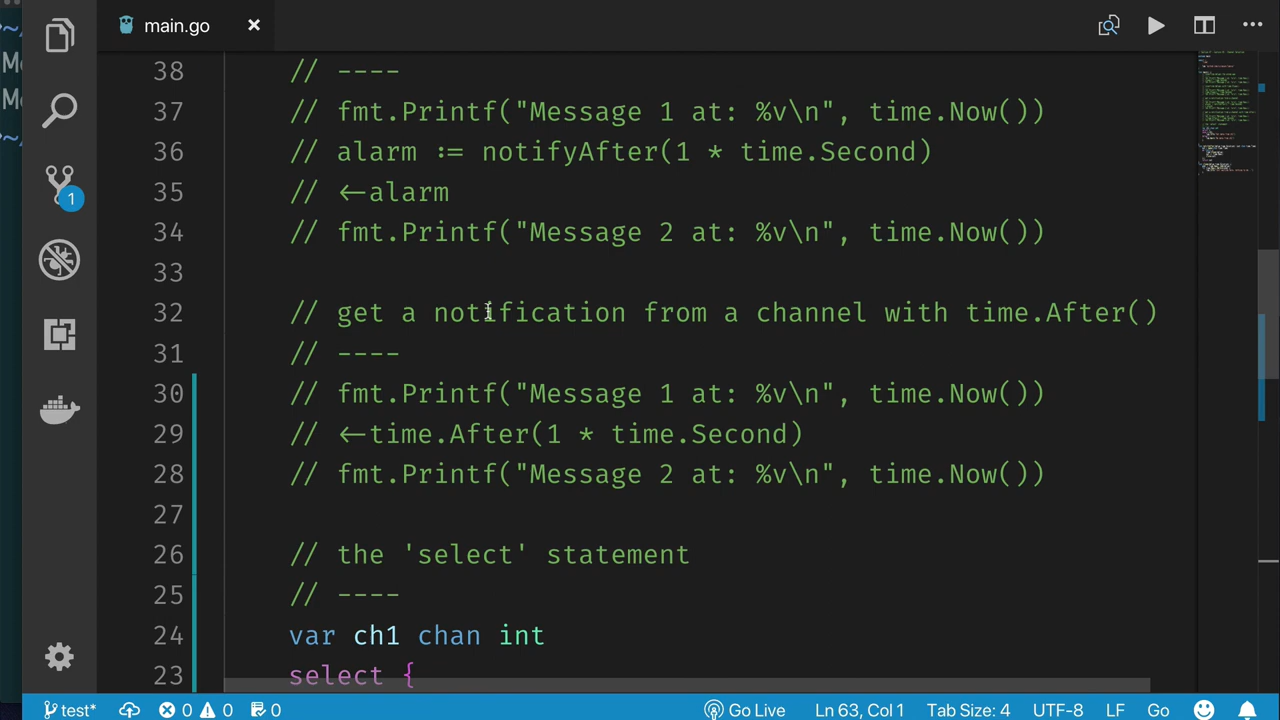 main.go
38 // ----
37 // fmt.Printf("Message 1 at: %v\n", time.Now())
36 // alarm := notifyAfter(1 * time.Second)
35 // <-alarm
34 // fmt.Printf("Message 2 at: %v\n", time.Now())
33
32 // get a notification from a channel with time.After()
31 // ----
30 // fmt.Printf("Message 1 at: %v\n", time.Now())
29 // <-time.After(1 * time.Second)
28 // fmt.Printf("Message 2 at: %v\n", time.Now())
27
26 // the 'select' statement
25 // ----
24 var ch1 chan int
23 select {
1
test* 0 0 0 Go Live Ln 63, Col 1 Tab Size: 4 UTF-8 LF Go